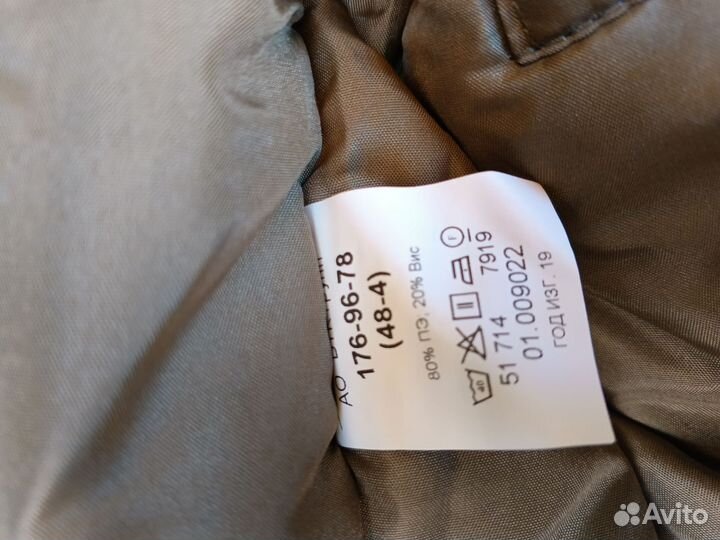 АО
176-96-78
(48-4)
80% ПЭ, 20% Вис
40 F
51 714 7919
01.009022
ГОД ИЗГ. 19
Avito